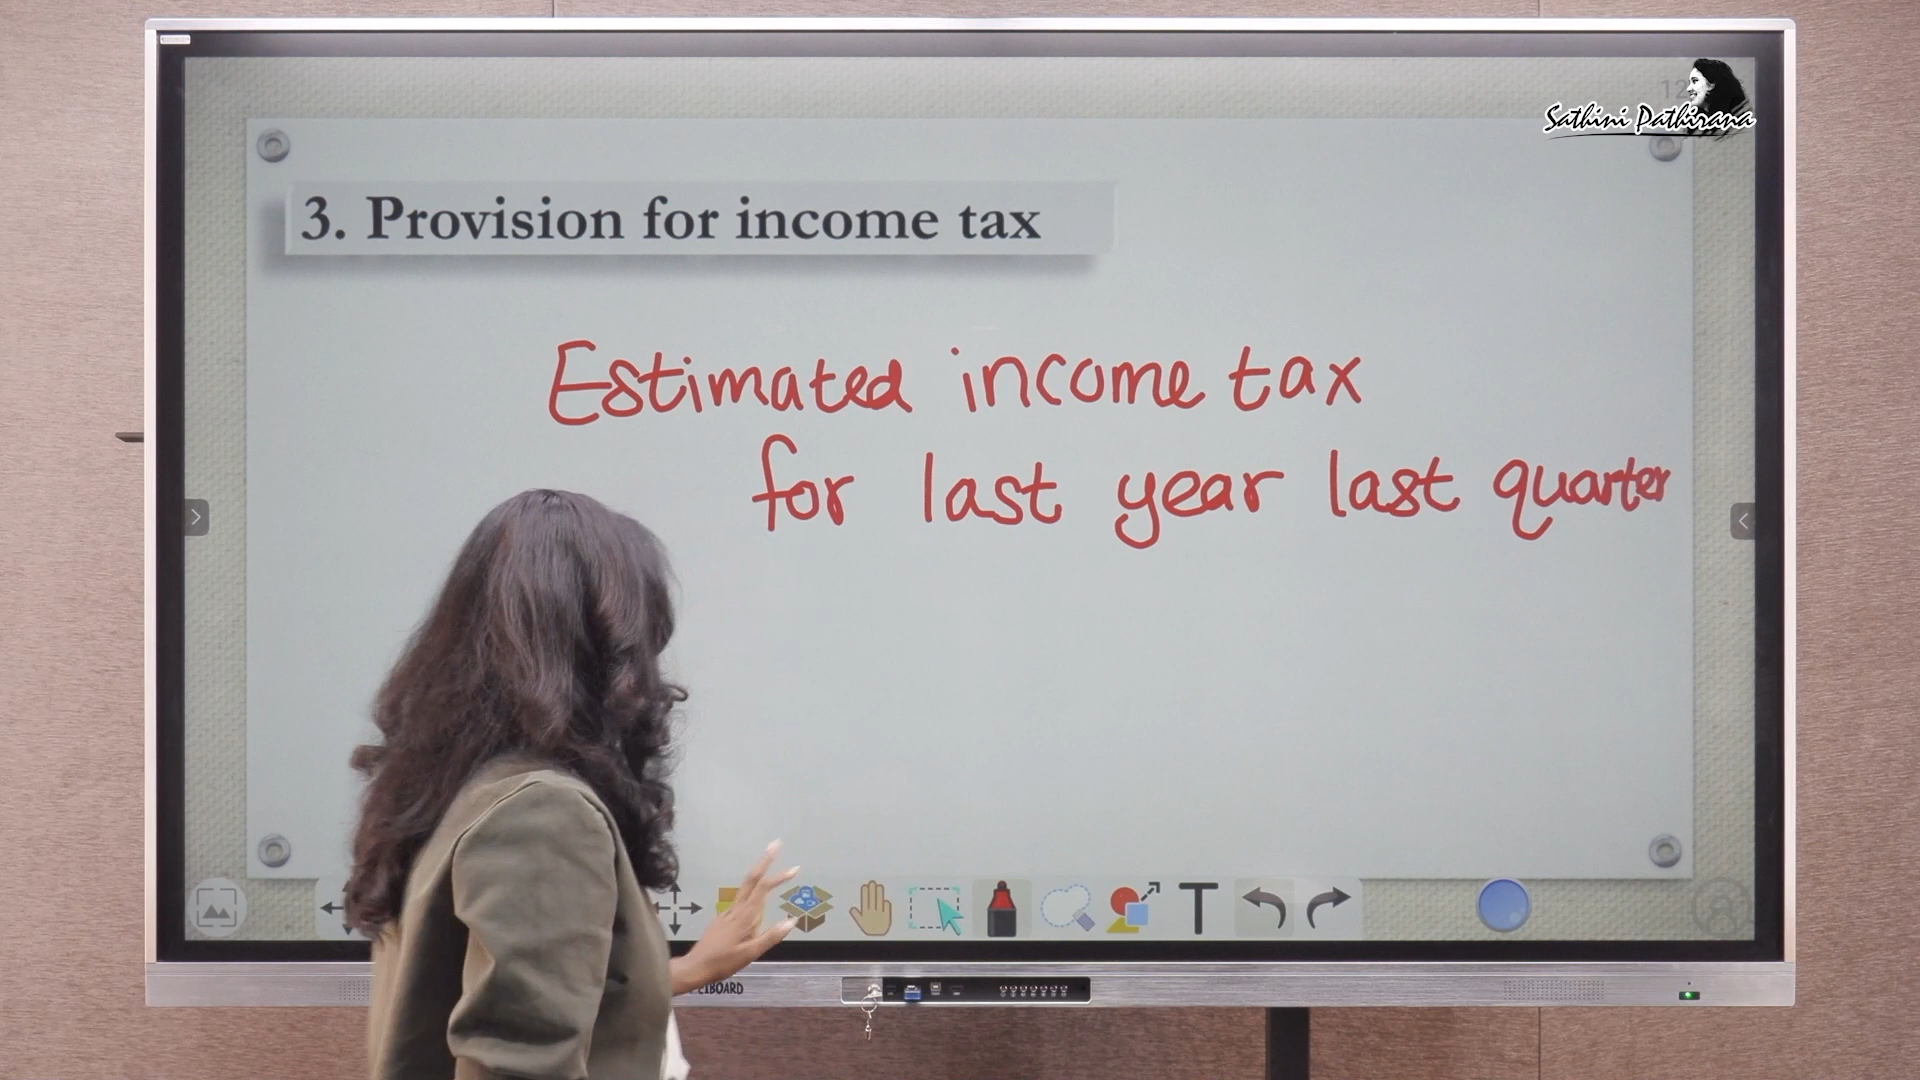 Sathini Pathirana
3. Provision for income tax
Estimated income tax
for last year last quarter
T